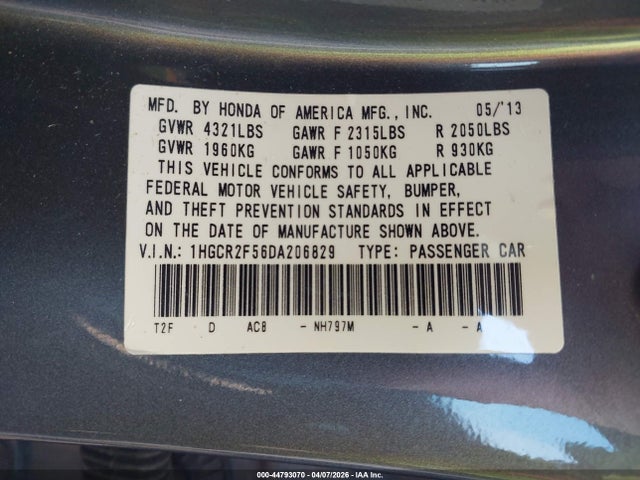 MFD. BY HONDA OF AMERICA MFG., INC. 05/'13
GVWR 4321LBS GAWR F 2315LBS R 2050LBS
GVWR 1960KG GAWR F 1050KG R 930KG
THIS VEHICLE CONFORMS TO ALL APPLICABLE
FEDERAL MOTOR VEHICLE SAFETY, BUMPER,
AND THEFT PREVENTION STANDARDS IN EFFECT
ON THE DATE OF MANUFACTURE SHOWN ABOVE.
V.I.N.: 1HGCR2F56DA206829 TYPE: PASSENGER CAR
T2F D AC8 - NH797M - A - A
000-44793070 - 04/07/2026 - IAA Inc.